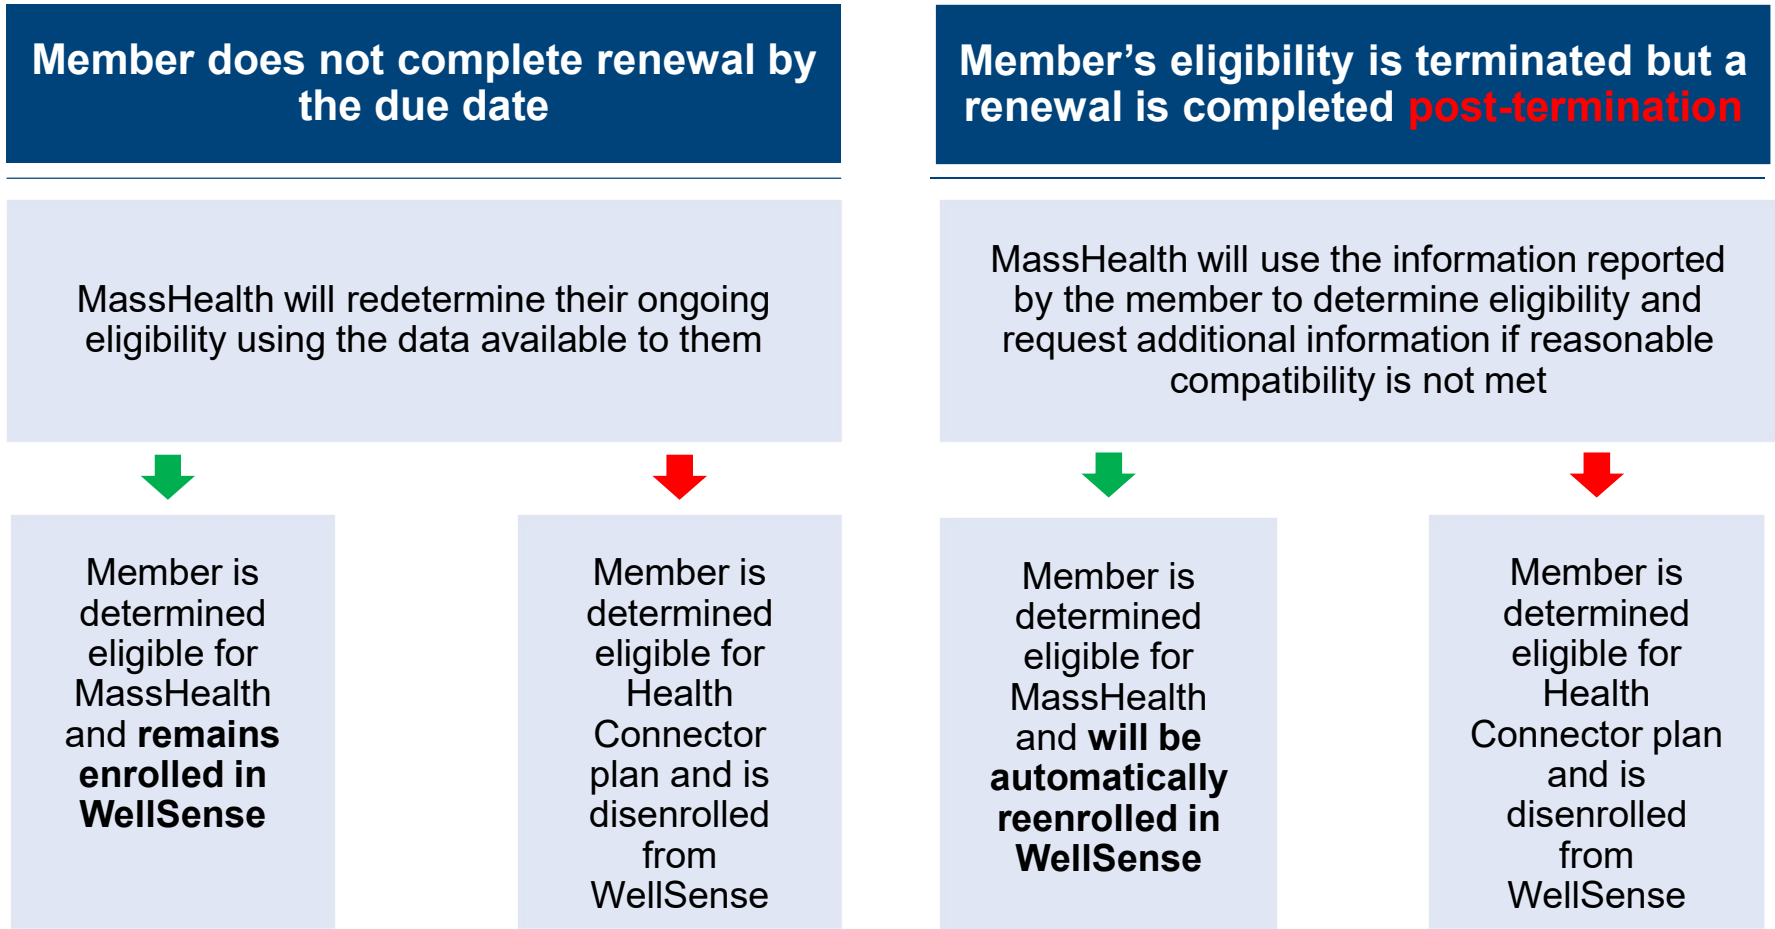 Member does not complete renewal by
the due date
MassHealth will redetermine their ongoing
eligibility using the data available to them
Member is
determined
eligible for
MassHealth
and remains
enrolled in
WellSense
Member is
determined
eligible for
Health
Connector
plan and is
disenrolled
from
WellSense
Member’s eligibility is terminated but a
renewal is completed post-termination
MassHealth will use the information reported
by the member to determine eligibility and
request additional information if reasonable
compatibility is not met
Member is
determined
eligible for
MassHealth
and will be
automatically
reenrolled in
WellSense
Member is
determined
eligible for
Health
Connector plan
and is
disenrolled
from
WellSense